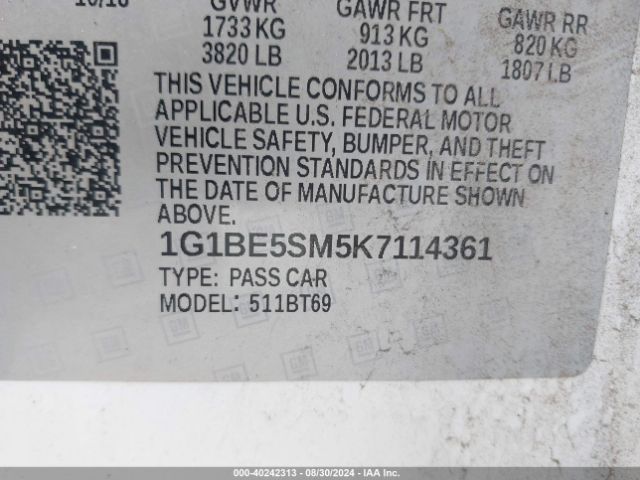 GVWR GAWR FRT GAWR RR
1733 KG 913 KG 820 KG
3820 LB 2013 LB 1807 LB
THIS VEHICLE CONFORMS TO ALL
APPLICABLE U.S. FEDERAL MOTOR
VEHICLE SAFETY, BUMPER, AND THEFT
PREVENTION STANDARDS IN EFFECT ON
THE DATE OF MANUFACTURE SHOWN
ABOVE.
1G1BE5SM5K7114361
TYPE: PASS CAR
MODEL: 511BT69
000-40242313 - 08/30/2024 - IAAI.COM